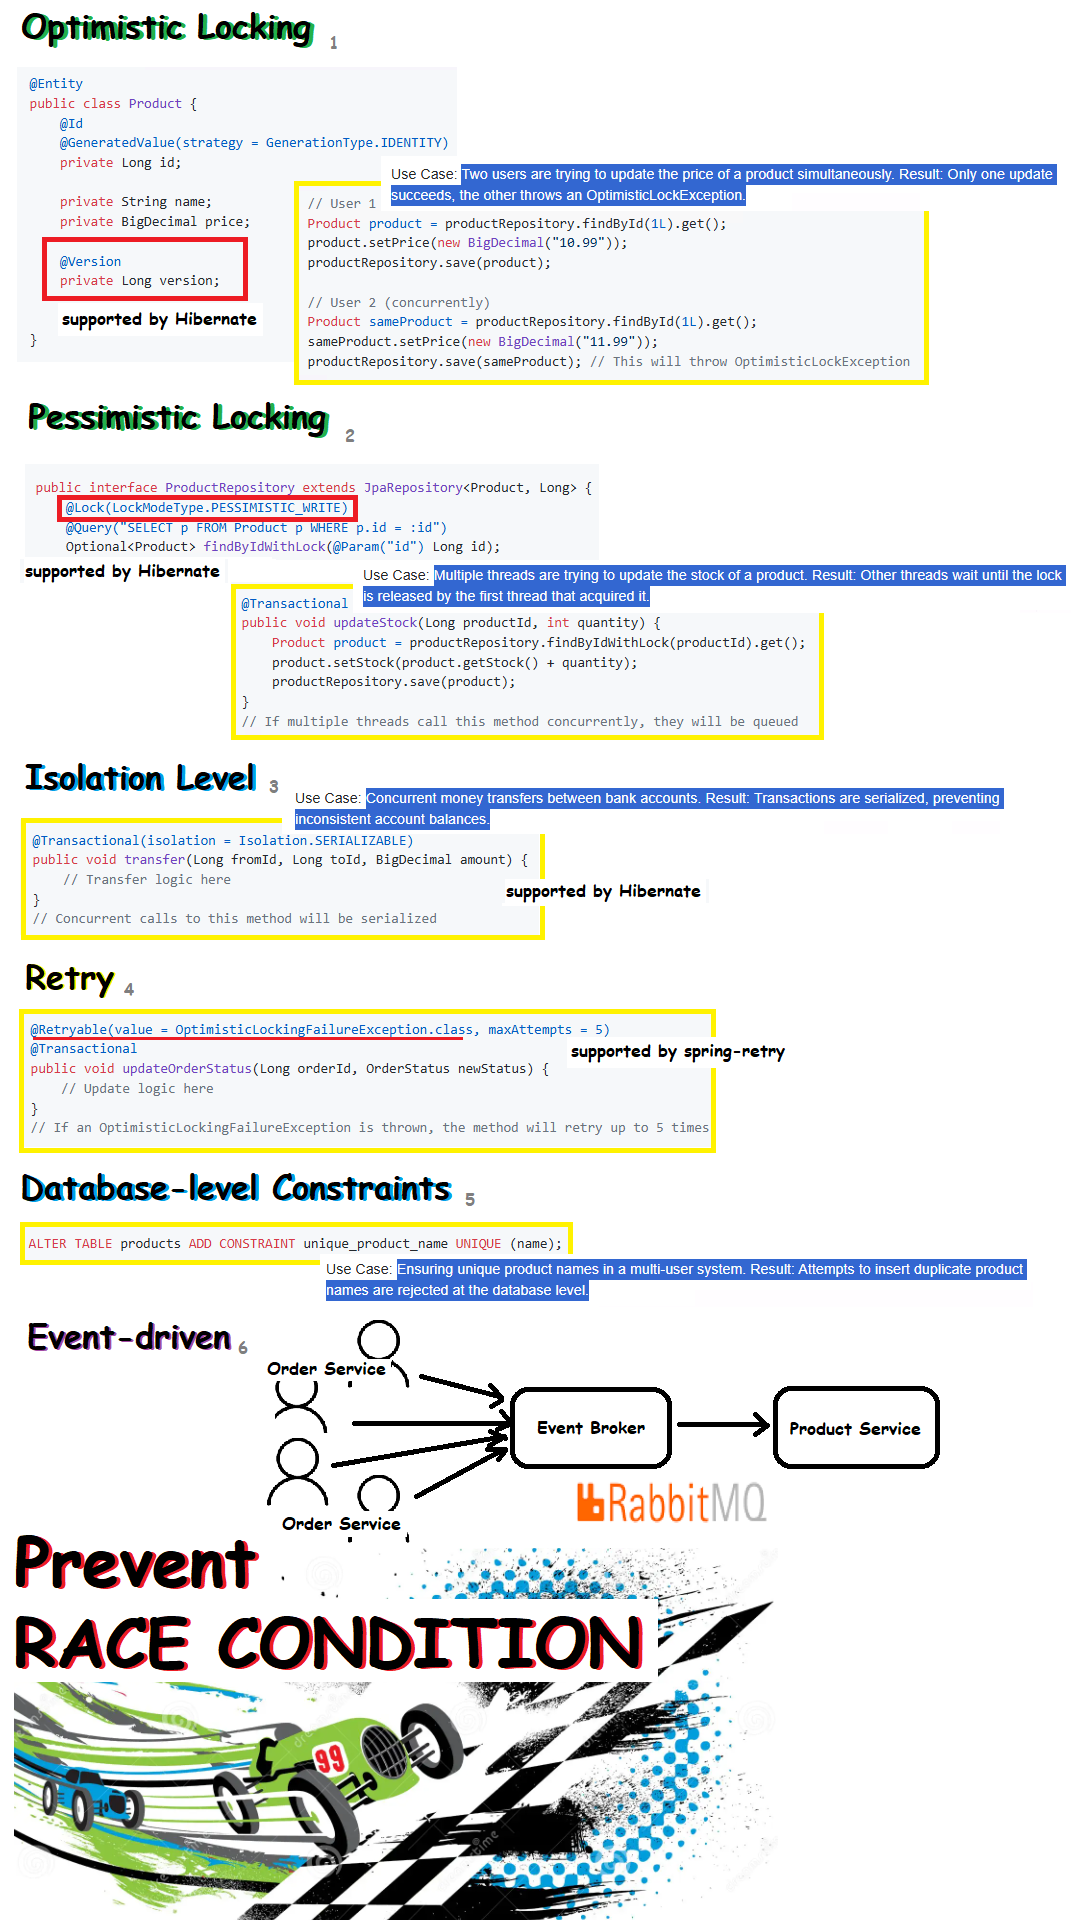 Optimistic Locking 1
@Entity
public class Product {
@Id
@GeneratedValue(strategy = GenerationType.IDENTITY)
private Long id;
private String name;
private BigDecimal price;
@Version
private Long version;
supported by Hibernate
}
Use Case: Two users are trying to update the price of a product simultaneously. Result: Only one update
succeeds, the other throws an OptimisticLockException.
// User 1
Product product = productRepository.findById(1L).get();
product.setPrice(new BigDecimal("10.99"));
productRepository.save(product);
// User 2 (concurrently)
Product sameProduct = productRepository.findById(1L).get();
sameProduct.setPrice(new BigDecimal("11.99"));
productRepository.save(sameProduct); // This will throw OptimisticLockException
Pessimistic Locking 2
public interface ProductRepository extends JpaRepository<Product, Long> {
@Lock(LockModeType.PESSIMISTIC_WRITE)
@Query("SELECT p FROM Product p WHERE p.id = :id")
Optional<Product> findByIdWithLock(@Param("id") Long id);
supported by Hibernate
Use Case: Multiple threads are trying to update the stock of a product. Result: Other threads wait until the lock
is released by the first thread that acquired it.
@Transactional
public void updateStock(Long productId, int quantity) {
Product product = productRepository.findByIdWithLock(productId).get();
product.setStock(product.getStock() + quantity);
productRepository.save(product);
}
// If multiple threads call this method concurrently, they will be queued
Isolation Level 3
Use Case: Concurrent money transfers between bank accounts. Result: Transactions are serialized, preventing
inconsistent account balances.
@Transactional(isolation = Isolation.SERIALIZABLE)
public void transfer(Long fromId, Long toId, BigDecimal amount) {
// Transfer logic here
}
// Concurrent calls to this method will be serialized
supported by Hibernate
Retry 4
@Retryable(value = OptimisticLockingFailureException.class, maxAttempts = 5)
@Transactional
public void updateOrderStatus(Long orderId, OrderStatus newStatus) {
// Update logic here
}
// If an OptimisticLockingFailureException is thrown, the method will retry up to 5 times
supported by spring-retry
Database-level Constraints 5
ALTER TABLE products ADD CONSTRAINT unique_product_name UNIQUE (name);
Use Case: Ensuring unique product names in a multi-user system. Result: Attempts to insert duplicate product
names are rejected at the database level.
Event-driven 6
Order Service
Event Broker
Product Service
RabbitMQ
Order Service
Prevent
RACE CONDITION
99